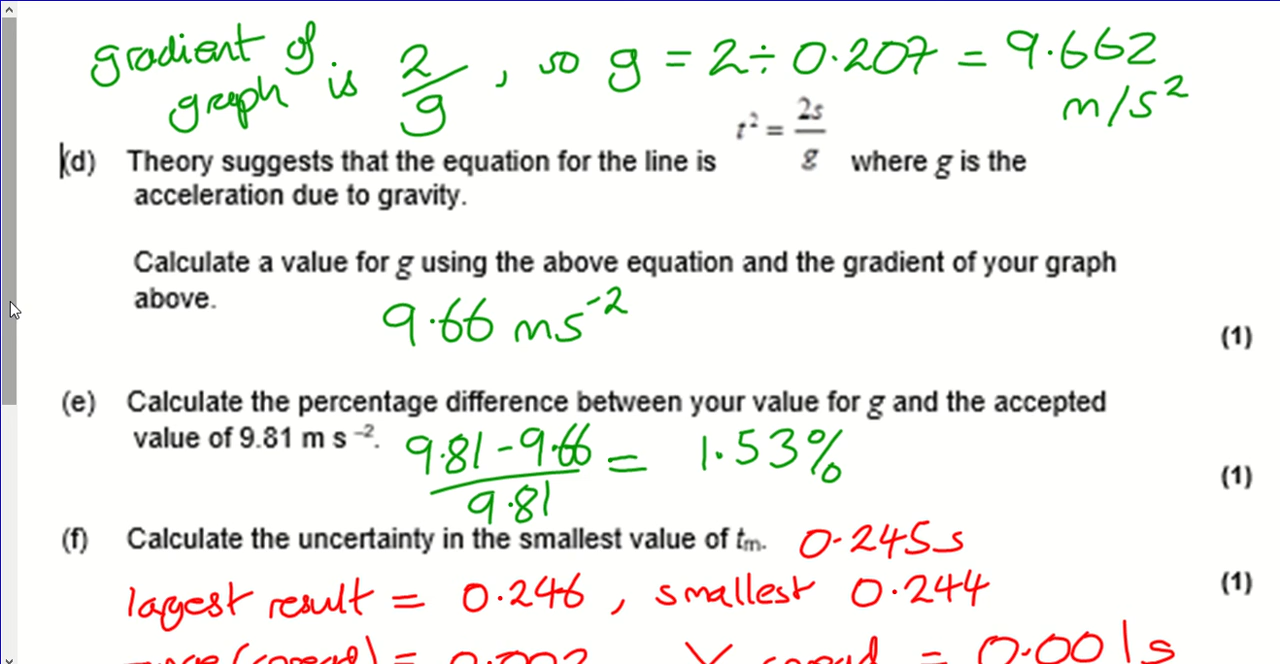 gradient of
graph is 2/g , so g = 2 ÷ 0.207 = 9.662
m/s²
t² = 2s/g
(d) Theory suggests that the equation for the line is where g is the
acceleration due to gravity.
Calculate a value for g using the above equation and the gradient of your graph
above.
9.66 ms⁻²
(1)
(e) Calculate the percentage difference between your value for g and the accepted
value of 9.81 m s⁻².
9.81 - 9.66 / 9.81 = 1.53%
(1)
(f) Calculate the uncertainty in the smallest value of tm. 0.245s
(1)
largest result = 0.246 , smallest 0.244
= 0.002 = 0.001s